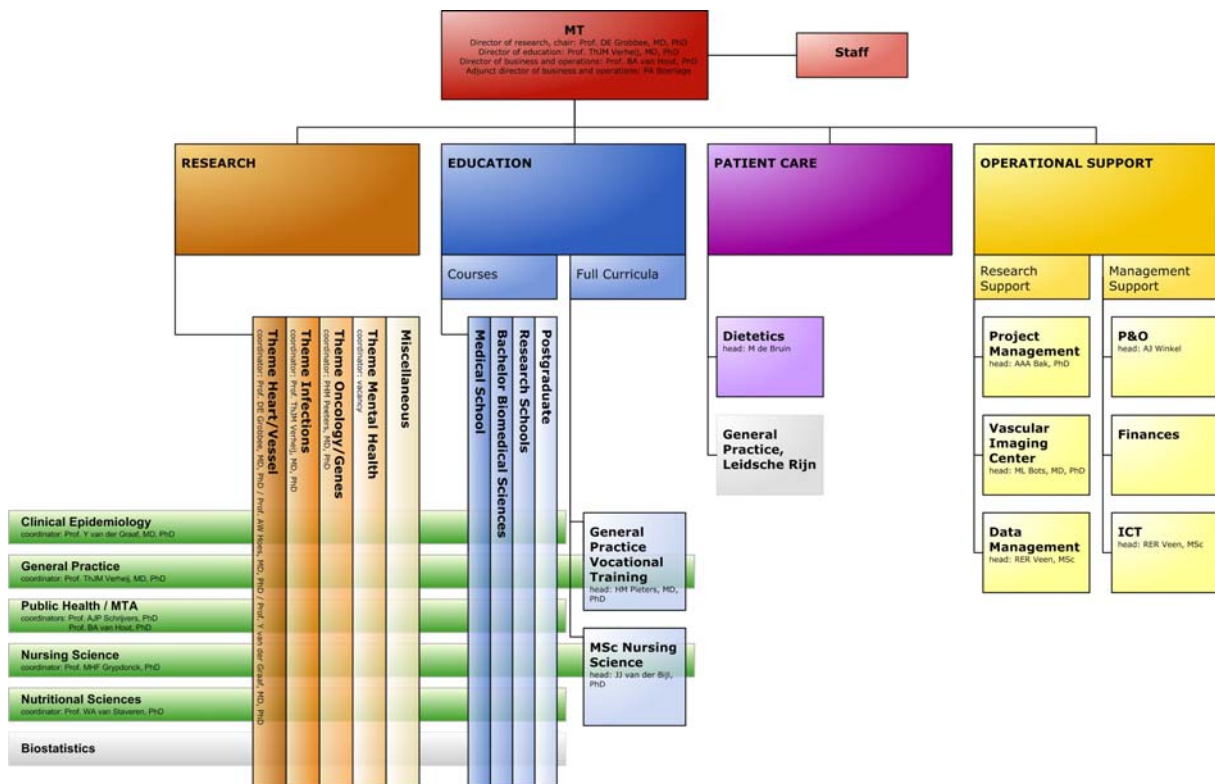 MT
Director of research, chair: Prof. DE Grobbee, MD, PhD
Director of education: Prof. ThJM Verheij, MD, PhD
Director of business and operations: Prof. BA van Hout, PhD
Adjunct director of business and operations: PA Boerlage
Staff
RESEARCH
EDUCATION
PATIENT CARE
OPERATIONAL SUPPORT
Courses
Full Curricula
Research
Support
Management
Support
Theme Heart/Vessel
coordinator: Prof. DE Grobbee, MD, PhD / Prof. AW Hoes, MD, PhD / Prof. Y van der Graaf, MD, PhD
Theme Infections
coordinator: Prof. ThJM Verheij, MD, PhD
Theme Oncology/Genes
coordinator: PHM Peeters, MD, PhD
Theme Mental Health
coordinator: vacancy
Miscellaneous
Medical School
Bachelor Biomedical Sciences
Research Schools
Postgraduate
Dietetics
head: M de Bruin
General
Practice,
Leidsche Rijn
Project
Management
head: AAA Bak, PhD
P&O
head: AJ Winkel
Vascular
Imaging
Center
head: ML Bots, MD, PhD
Finances
Data
Management
head: RER Veen, MSc
ICT
head: RER Veen, MSc
General
Practice
Vocational
Training
head: HM Pieters, MD,
PhD
MSc Nursing
Science
head: JJ van der Bijl,
PhD
Clinical Epidemiology
coordinator: Prof. Y van der Graaf, MD, PhD
General Practice
coordinator: Prof. ThJM Verheij, MD, PhD
Public Health / MTA
coordinators: Prof. AJP Schrijvers, PhD
Prof. BA van Hout, PhD
Nursing Science
coordinator: Prof. MHF Grypdonck, PhD
Nutritional Sciences
coordinator: Prof. WA van Staveren, PhD
Biostatistics